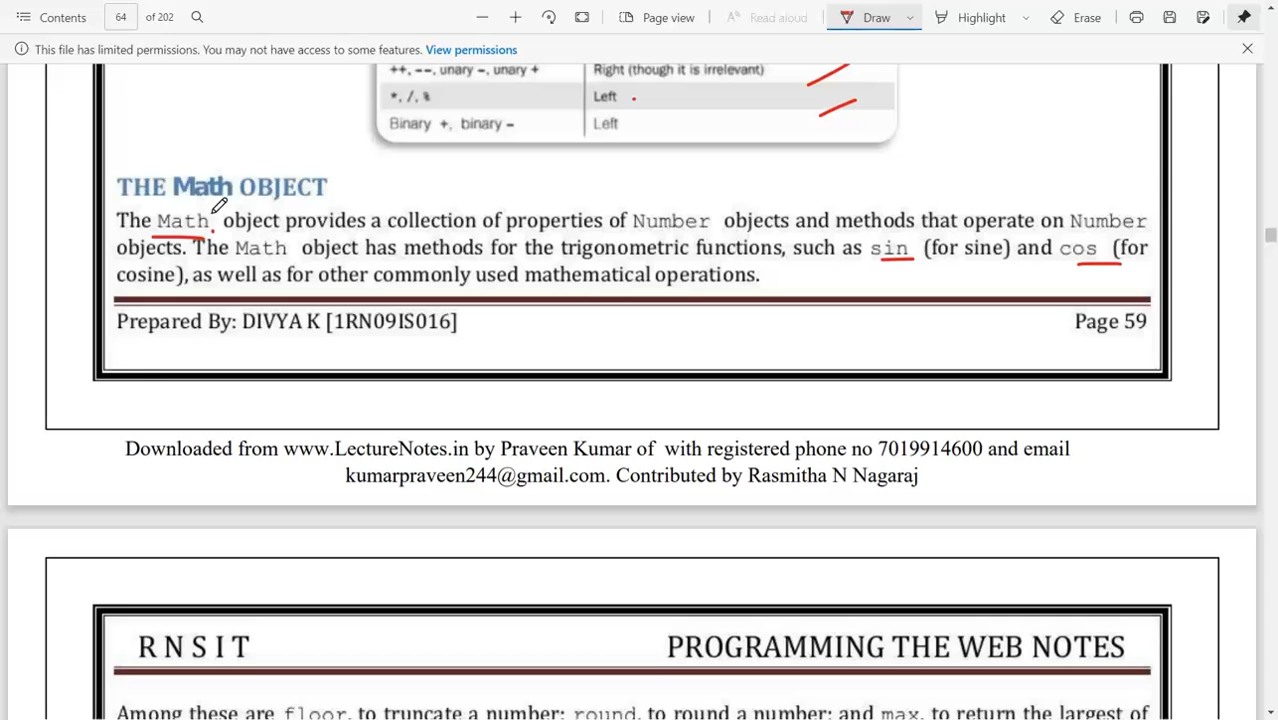 Contents
64 of 202
Page view
Read aloud
Draw
Highlight
Erase
This file has limited permissions. You may not have access to some features. View permissions
++, --, unary -, unary + Right (though it is irrelevant)
*, /, % Left
Binary +, binary - Left
THE Math OBJECT
The Math object provides a collection of properties of Number objects and methods that operate on Number
objects. The Math object has methods for the trigonometric functions, such as sin (for sine) and cos (for
cosine), as well as for other commonly used mathematical operations.
Prepared By: DIVYA K [1RN09IS016] Page 59
Downloaded from www.LectureNotes.in by Praveen Kumar of with registered phone no 7019914600 and email
kumarpraveen244@gmail.com. Contributed by Rasmitha N Nagaraj
R N S I T PROGRAMMING THE WEB NOTES
Among these are floor, to truncate a number; round, to round a number; and max, to return the largest of